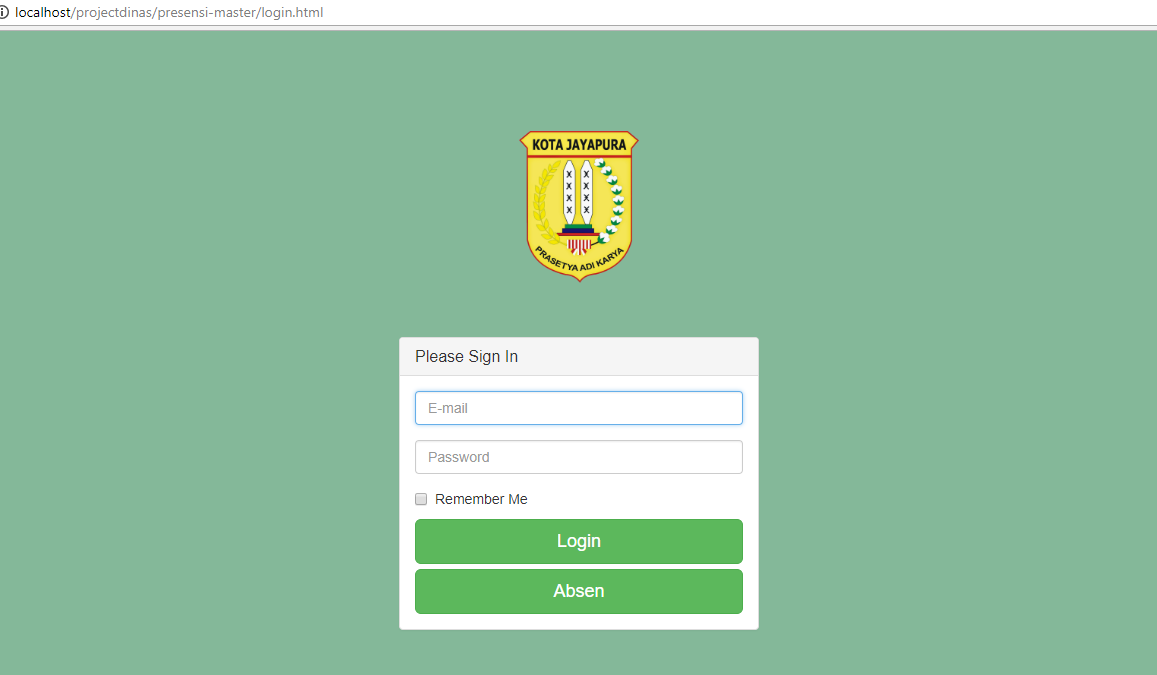 localhost/projectdinas/presensi-master/login.html
KOTA JAYAPURA
PRASETYA ADI KARYA
Please Sign In
E-mail
Password
Remember Me
Login
Absen